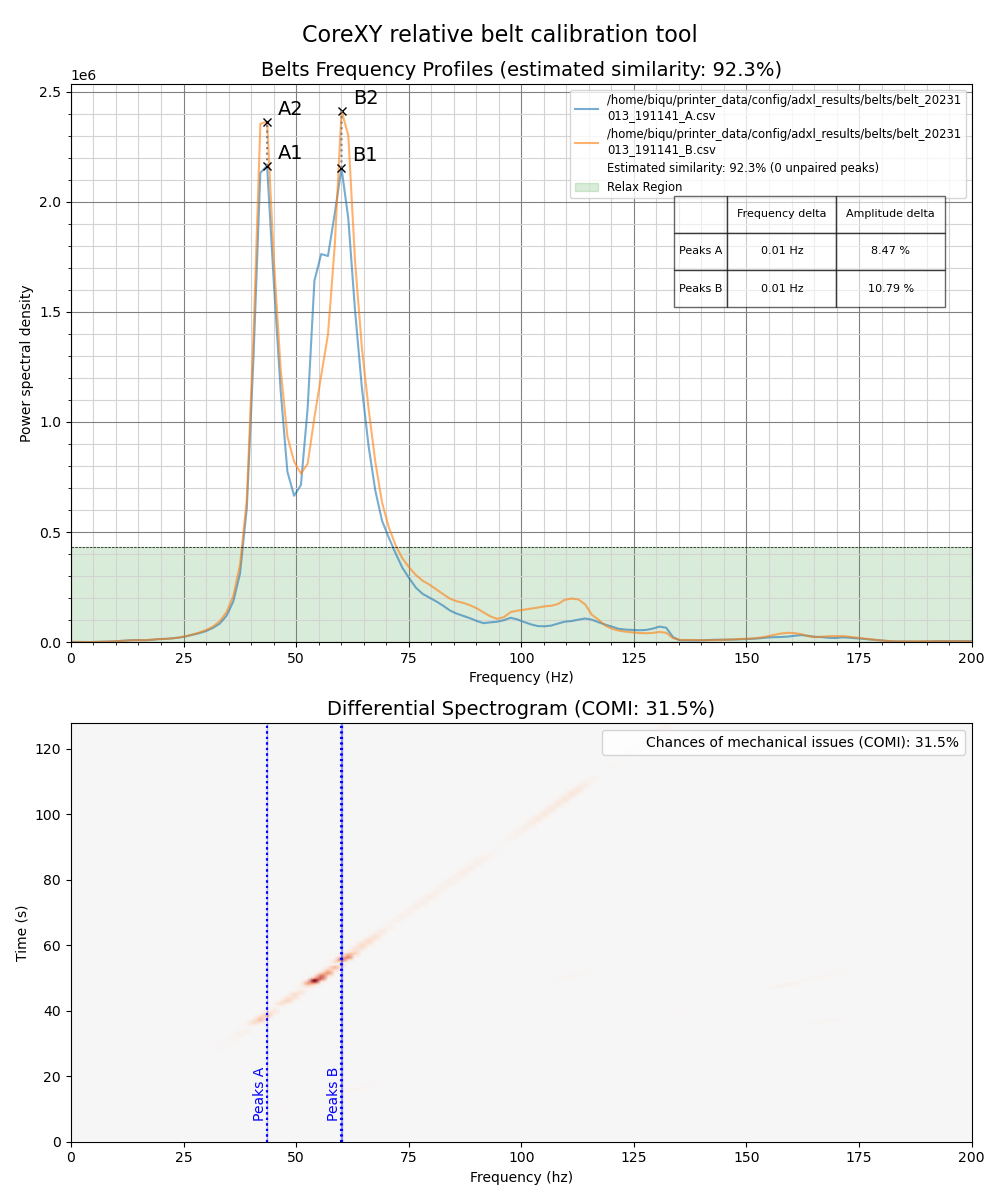 CoreXY relative belt calibration tool
Belts Frequency Profiles (estimated similarity: 92.3%)
1e6
A2
B2
A1
B1
/home/biqu/printer_data/config/adxl_results/belts/belt_20231
013_191141_A.csv
/home/biqu/printer_data/config/adxl_results/belts/belt_20231
013_191141_B.csv
Estimated similarity: 92.3% (0 unpaired peaks)
Relax Region
Frequency delta Amplitude delta
Peaks A 0.01 Hz 8.47 %
Peaks B 0.01 Hz 10.79 %
Power spectral density
2.5
2.0
1.5
1.0
0.5
0.0
0 25 50 75 100 125 150 175 200
Frequency (Hz)
Differential Spectrogram (COMI: 31.5%)
Chances of mechanical issues (COMI): 31.5%
Time (s)
120
100
80
60
40
20
0
Peaks A
Peaks B
0 25 50 75 100 125 150 175 200
Frequency (hz)